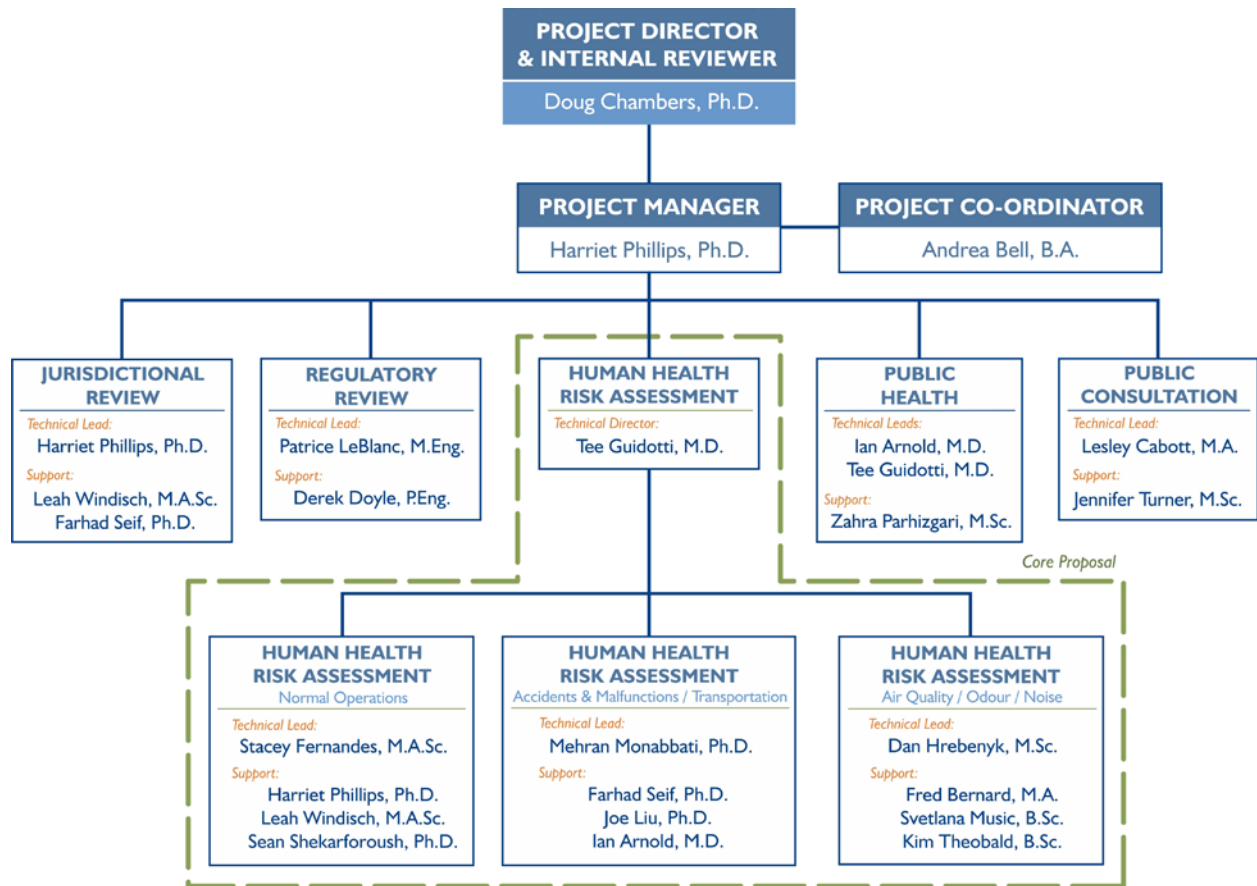 PROJECT DIRECTOR
& INTERNAL REVIEWER
Doug Chambers, Ph.D.
PROJECT MANAGER
Harriet Phillips, Ph.D.
PROJECT CO-ORDINATOR
Andrea Bell, B.A.
JURISDICTIONAL
REVIEW
Technical Lead:
Harriet Phillips, Ph.D.
Support:
Leah Windisch, M.A.Sc.
Farhad Seif, Ph.D.
REGULATORY
REVIEW
Technical Lead:
Patrice LeBlanc, M.Eng.
Support:
Derek Doyle, P.Eng.
HUMAN HEALTH
RISK ASSESSMENT
Technical Director:
Tee Guidotti, M.D.
PUBLIC
HEALTH
Technical Leads:
Ian Arnold, M.D.
Tee Guidotti, M.D.
Support:
Zahra Parhizgari, M.Sc.
PUBLIC
CONSULTATION
Technical Lead:
Lesley Cabott, M.A.
Support:
Jennifer Turner, M.Sc.
Core Proposal
HUMAN HEALTH
RISK ASSESSMENT
Normal Operations
Technical Lead:
Stacey Fernandes, M.A.Sc.
Support:
Harriet Phillips, Ph.D.
Leah Windisch, M.A.Sc.
Sean Shekarforoush, Ph.D.
HUMAN HEALTH
RISK ASSESSMENT
Accidents & Malfunctions / Transportation
Technical Lead:
Mehran Monabbati, Ph.D.
Support:
Farhad Seif, Ph.D.
Joe Liu, Ph.D.
Ian Arnold, M.D.
HUMAN HEALTH
RISK ASSESSMENT
Air Quality / Odour / Noise
Technical Lead:
Dan Hrebenyk, M.Sc.
Support:
Fred Bernard, M.A.
Svetlana Music, B.Sc.
Kim Theobald, B.Sc.